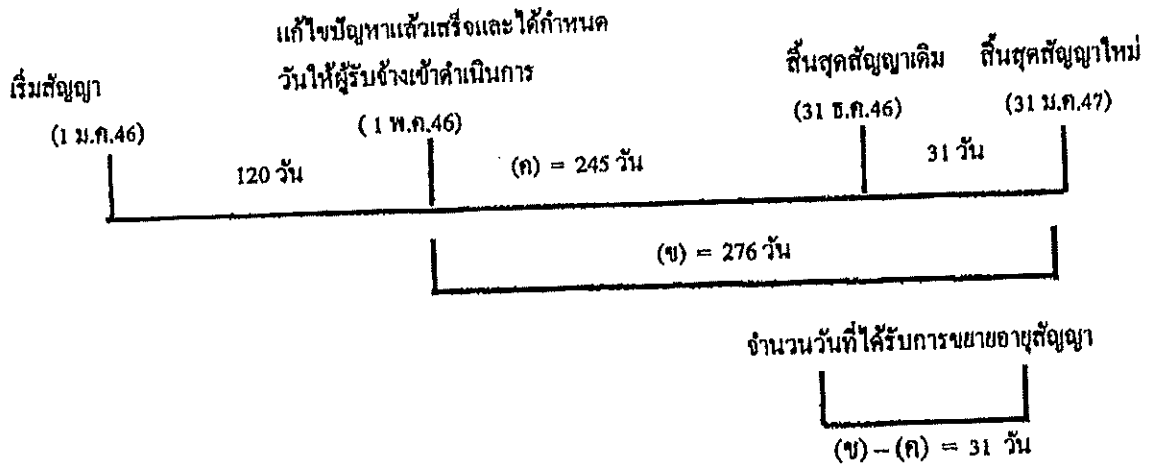 แก้ไขปัญหาแล้วเสร็จและได้กำหนด
วันให้ผู้รับจ้างเข้าดำเนินการ
เริ่มสัญญา
สิ้นสุดสัญญาเดิม
สิ้นสุดสัญญาใหม่
(1 ม.ค.46)
( 1 พ.ค.46)
(31 ธ.ค.46)
(31 ม.ค.47)
120 วัน
(ค) = 245 วัน
31 วัน
(ข) = 276 วัน
จำนวนวันที่ได้รับการขยายอายุสัญญา
(ข) – (ค) = 31 วัน